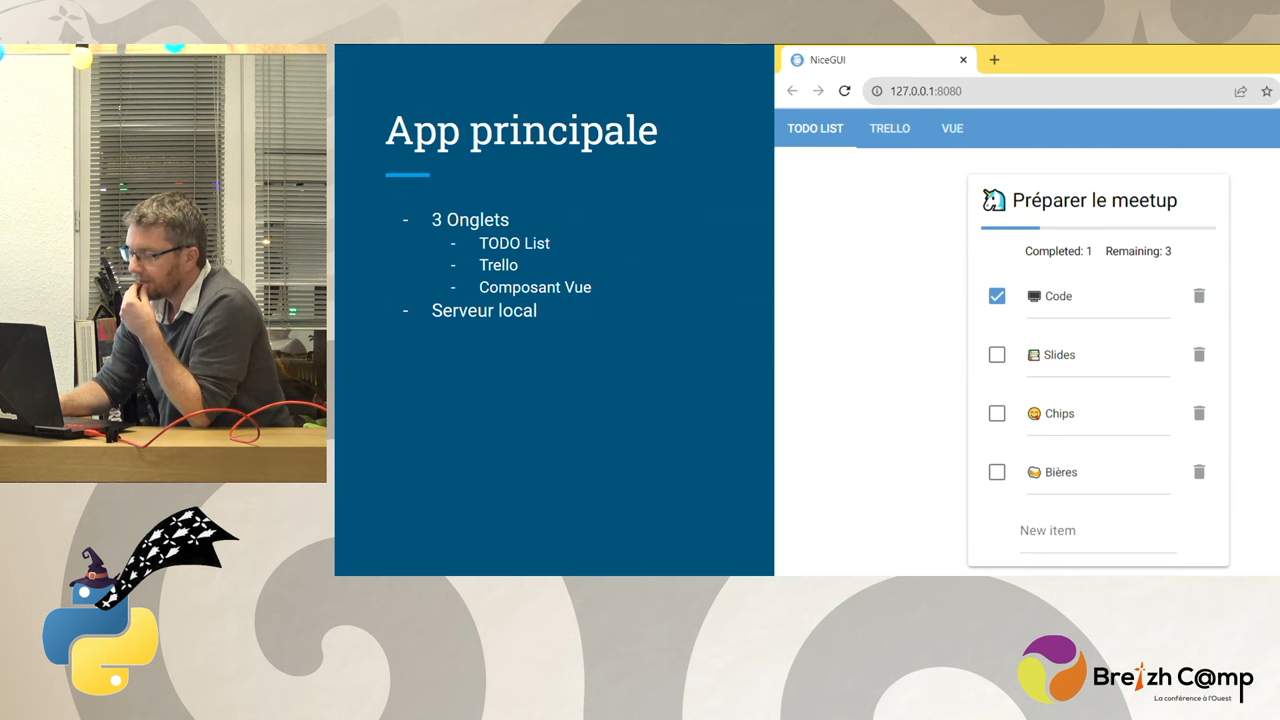 App principale
- 3 Onglets
- TODO List
- Trello
- Composant Vue
- Serveur local
NiceGUI
127.0.0.1:8080
TODO LIST TRELLO VUE
Préparer le meetup
Completed: 1 Remaining: 3
Code
Slides
Chips
Bières
New item
Breizh C@mp
La conférence à l'Ouest